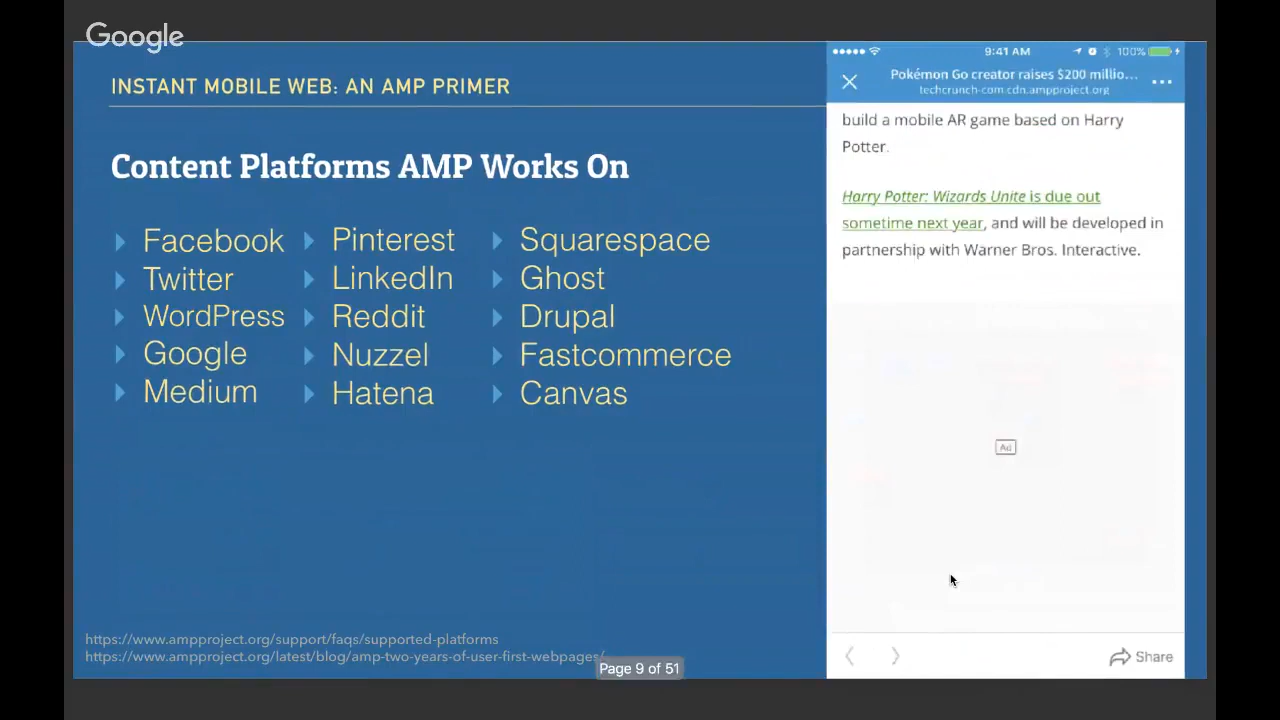 Google
INSTANT MOBILE WEB: AN AMP PRIMER
Content Platforms AMP Works On
Facebook
Twitter
WordPress
Google
Medium
Pinterest
LinkedIn
Reddit
Nuzzel
Hatena
Squarespace
Ghost
Drupal
Fastcommerce
Canvas
https://www.ampproject.org/support/faqs/supported-platforms
https://www.ampproject.org/latest/blog/amp-two-years-of-user-first-webpages/
Page 9 of 51
9:41 AM
100%
Pokémon Go creator raises $200 millio...
techcrunch-com.cdn.ampproject.org
build a mobile AR game based on Harry
Potter.
Harry Potter: Wizards Unite is due out
sometime next year, and will be developed in
partnership with Warner Bros. Interactive.
Ad
Share